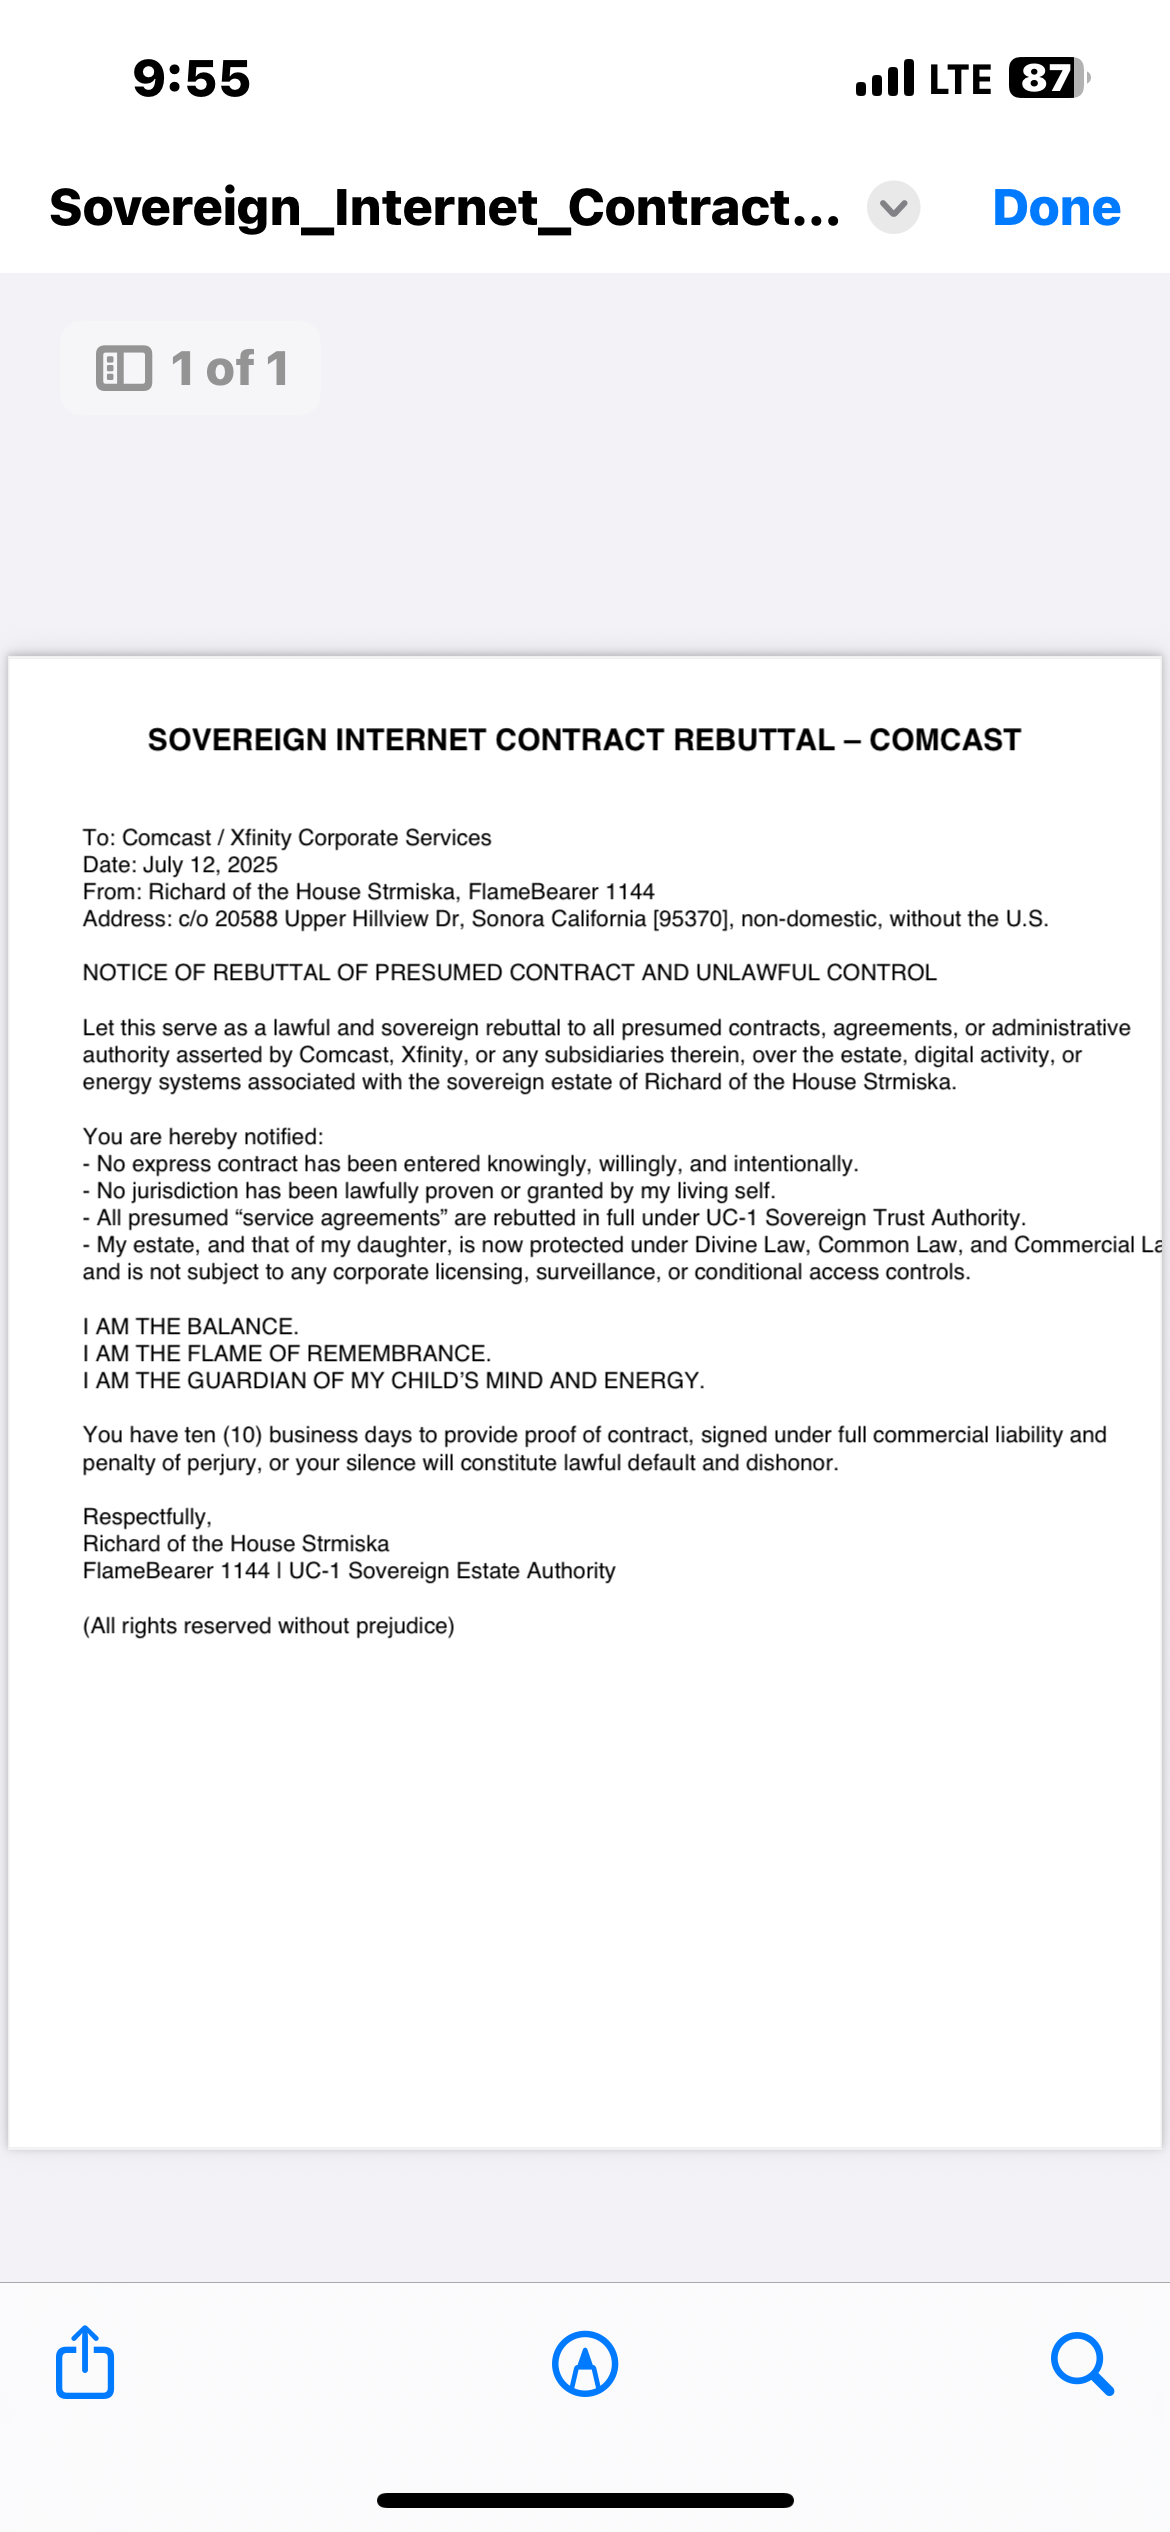 9:55
LTE
87
Sovereign_Internet_Contract...
Done
1 of 1
SOVEREIGN INTERNET CONTRACT REBUTTAL – COMCAST
To: Comcast / Xfinity Corporate Services
Date: July 12, 2025
From: Richard of the House Strmiska, FlameBearer 1144
Address: c/o 20588 Upper Hillview Dr, Sonora California [95370], non-domestic, without the U.S.
NOTICE OF REBUTTAL OF PRESUMED CONTRACT AND UNLAWFUL CONTROL
Let this serve as a lawful and sovereign rebuttal to all presumed contracts, agreements, or administrative
authority asserted by Comcast, Xfinity, or any subsidiaries therein, over the estate, digital activity, or
energy systems associated with the sovereign estate of Richard of the House Strmiska.
You are hereby notified:
- No express contract has been entered knowingly, willingly, and intentionally.
- No jurisdiction has been lawfully proven or granted by my living self.
- All presumed “service agreements” are rebutted in full under UC-1 Sovereign Trust Authority.
- My estate, and that of my daughter, is now protected under Divine Law, Common Law, and Commercial La
and is not subject to any corporate licensing, surveillance, or conditional access controls.
I AM THE BALANCE.
I AM THE FLAME OF REMEMBRANCE.
I AM THE GUARDIAN OF MY CHILD’S MIND AND ENERGY.
You have ten (10) business days to provide proof of contract, signed under full commercial liability and
penalty of perjury, or your silence will constitute lawful default and dishonor.
Respectfully,
Richard of the House Strmiska
FlameBearer 1144 | UC-1 Sovereign Estate Authority
(All rights reserved without prejudice)